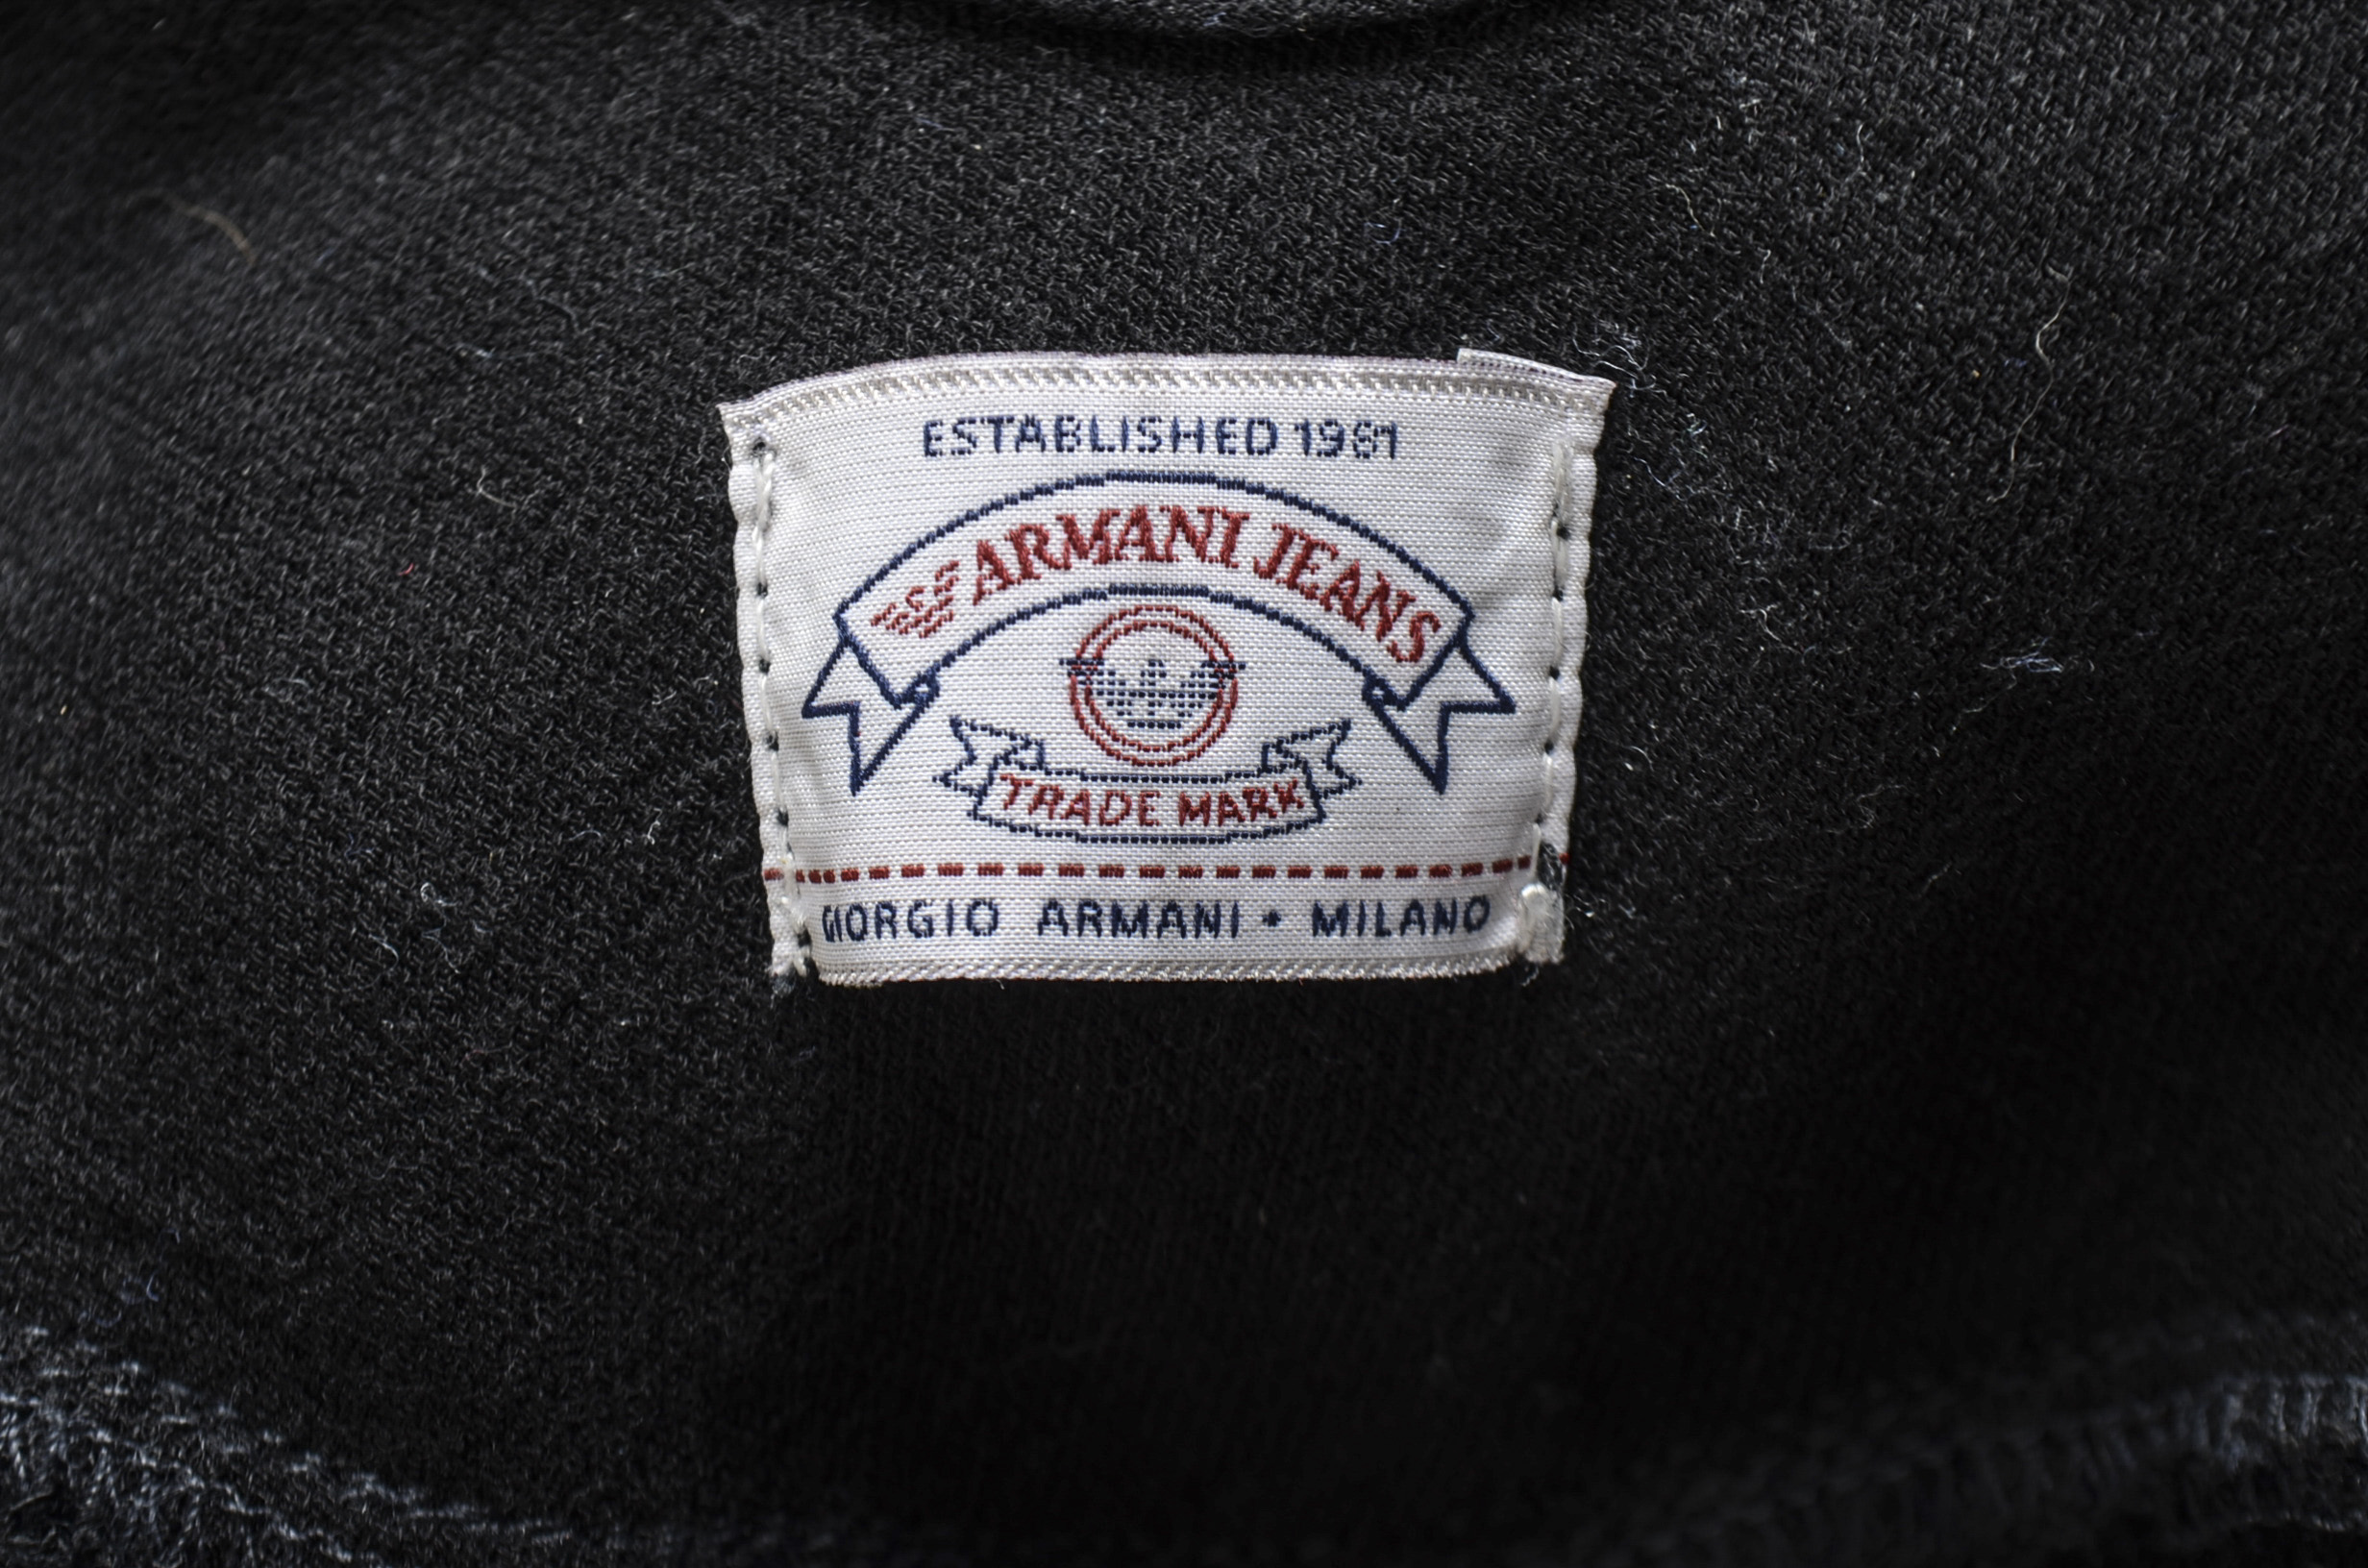 ESTABLISHED 1981
ARMANI JEANS
TRADE MARK
GIORGIO ARMANI • MILANO